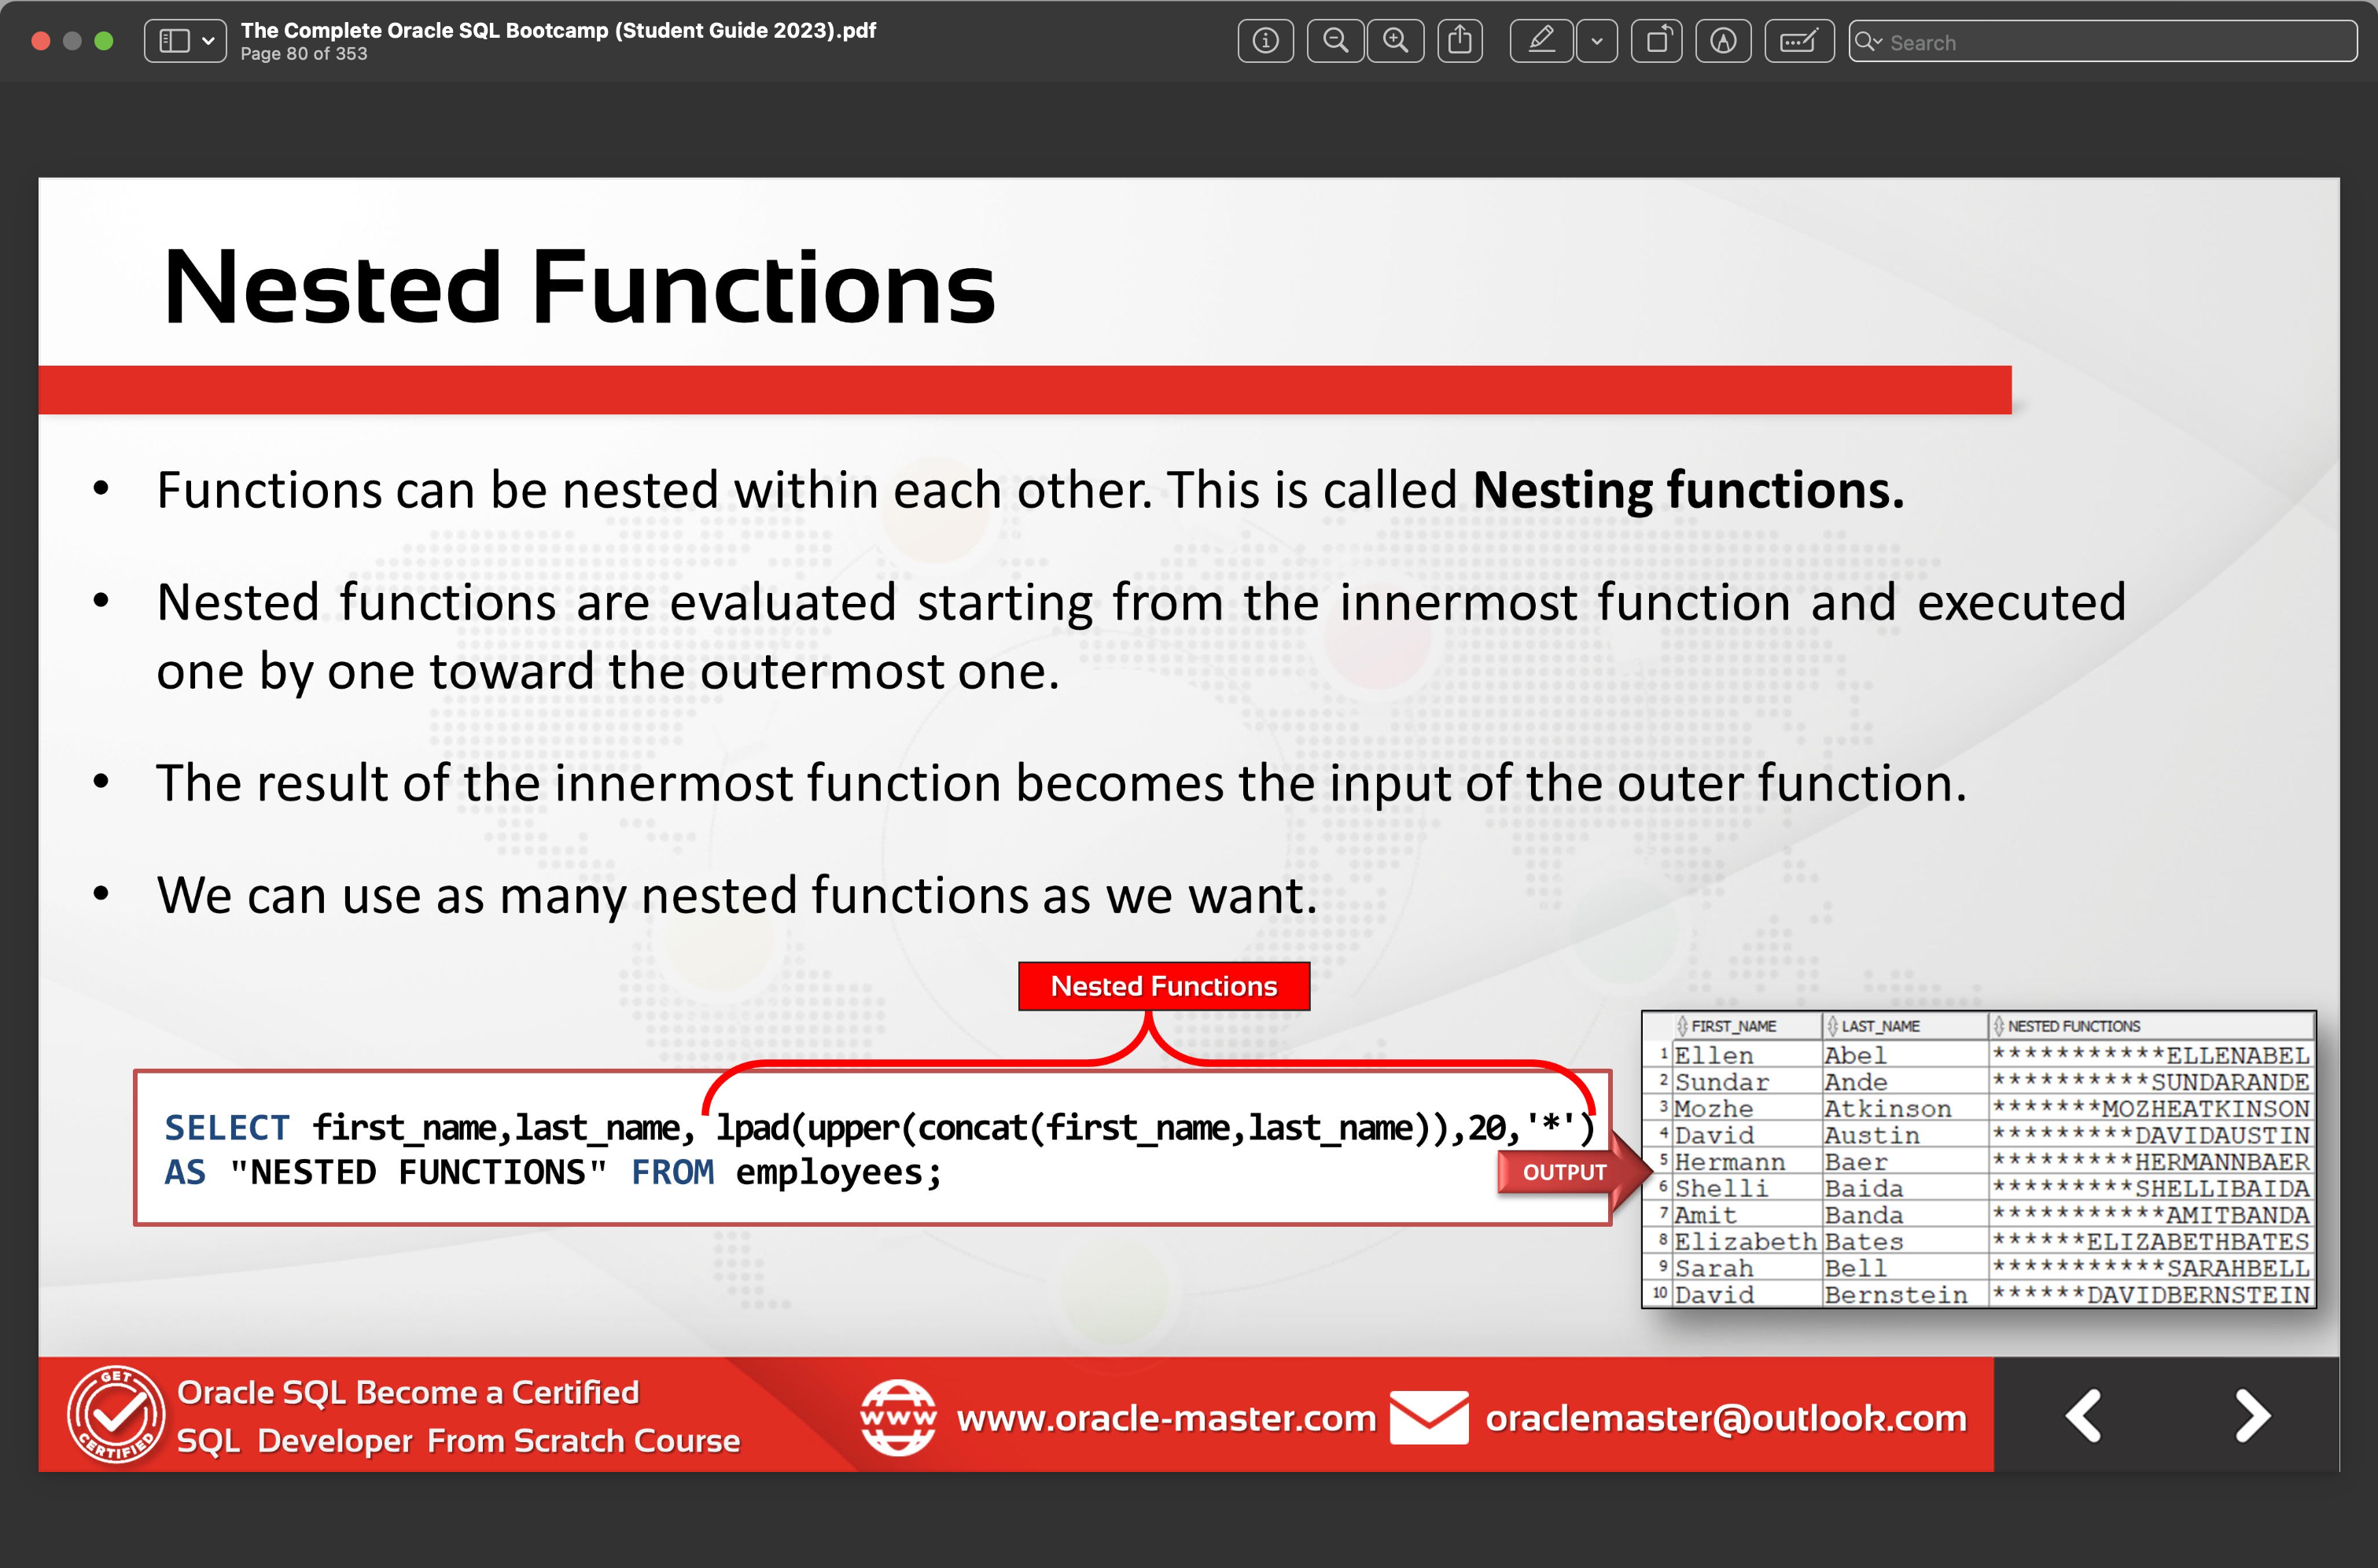 The Complete Oracle SQL Bootcamp (Student Guide 2023).pdf
Page 80 of 353
Search
Nested Functions
• Functions can be nested within each other. This is called Nesting functions.
• Nested functions are evaluated starting from the innermost function and executed
one by one toward the outermost one.
• The result of the innermost function becomes the input of the outer function.
• We can use as many nested functions as we want.
Nested Functions
SELECT first_name,last_name, lpad(upper(concat(first_name,last_name)),20,'*')
AS "NESTED FUNCTIONS" FROM employees;
OUTPUT
FIRST_NAME LAST_NAME NESTED FUNCTIONS
1 Ellen Abel ***********ELLENABEL
2 Sundar Ande **********SUNDARANDE
3 Mozhe Atkinson *******MOZHEATKINSON
4 David Austin *********DAVIDAUSTIN
5 Hermann Baer *********HERMANNBAER
6 Shelli Baida *********SHELLIBAIDA
7 Amit Banda ***********AMITBANDA
8 Elizabeth Bates ******ELIZABETHBATES
9 Sarah Bell ***********SARAHBELL
10 David Bernstein ******DAVIDBERNSTEIN
GET
CERTIFIED
Oracle SQL Become a Certified
SQL Developer From Scratch Course
www
www.oracle-master.com
oraclemaster@outlook.com